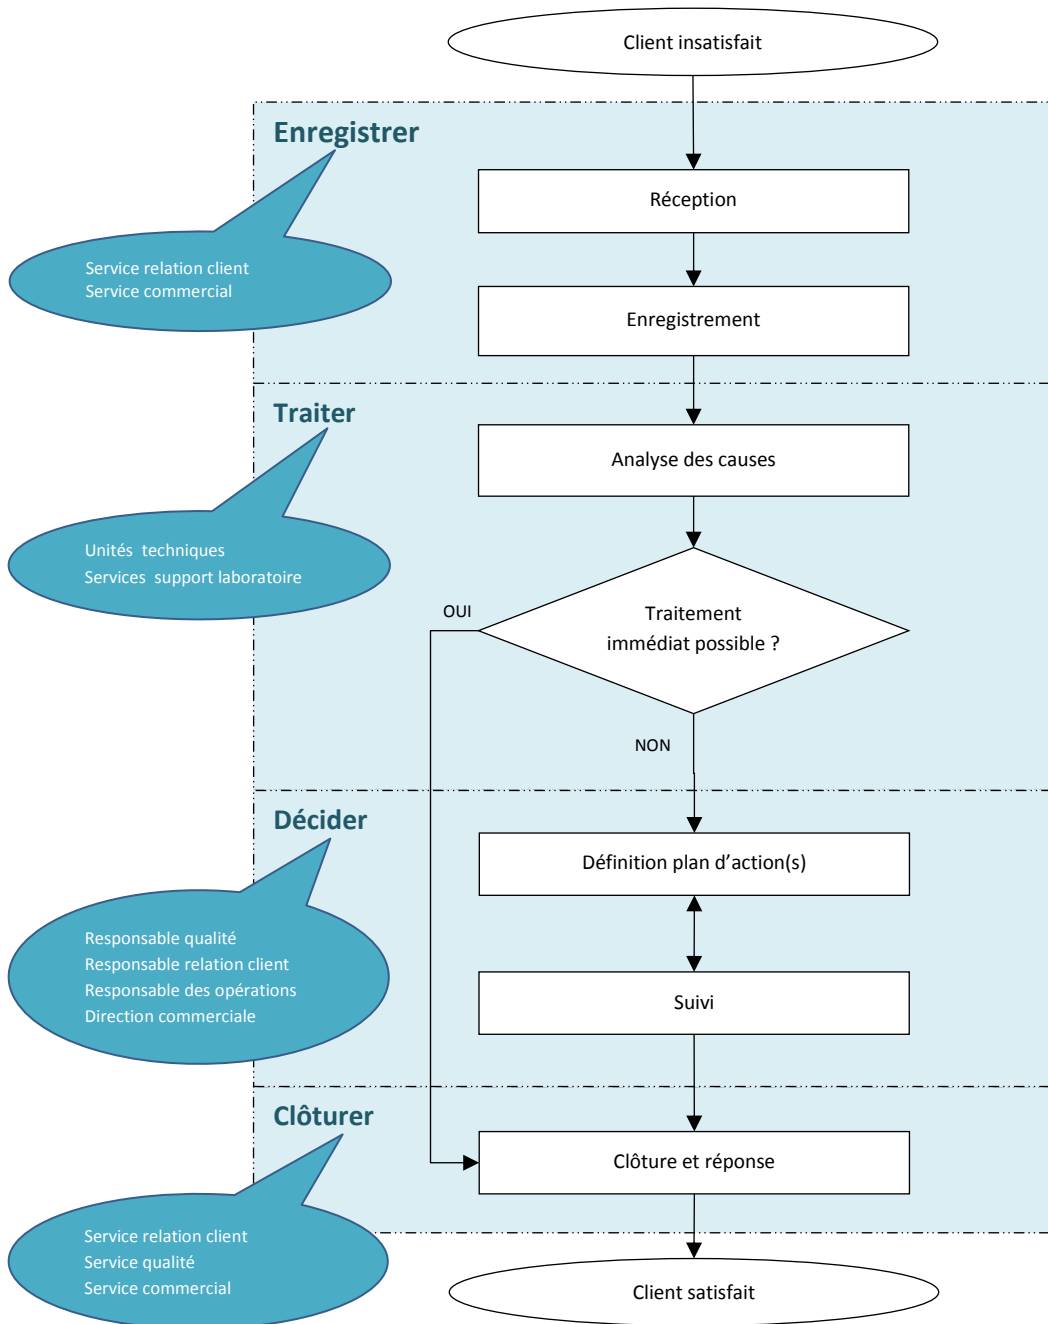 Client insatisfait
Enregistrer
Réception
Service relation client
Service commercial
Enregistrement
Traiter
Analyse des causes
Unités techniques
Services support laboratoire
OUI
Traitement
immédiat possible ?
NON
Décider
Définition plan d’action(s)
Responsable qualité
Responsable relation client
Responsable des opérations
Direction commerciale
Suivi
Clôturer
Clôture et réponse
Service relation client
Service qualité
Service commercial
Client satisfait